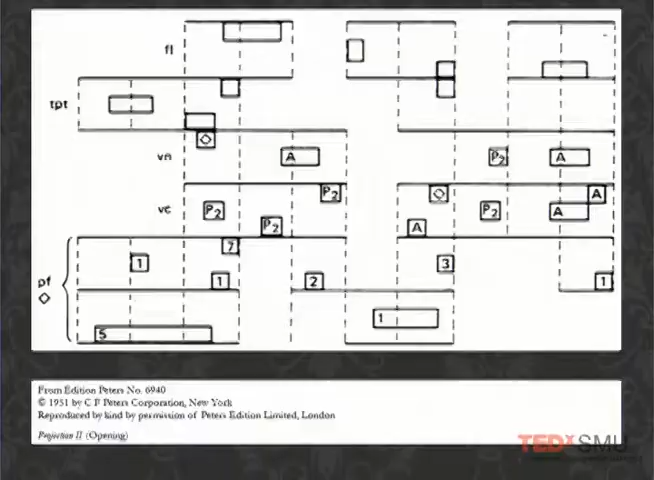 fl
tpt
vn
A
P2
A
P2
A
vc
P2
P2
P2
A
A
A
7
1
3
pf
1
2
1
1
5
From Edition Peters No. 6940
© 1951 by C F Peters Corporation, New York
Reproduced by kind by permission of Peters Edition Limited, London
Projection II (Opening)
TEDxSMU